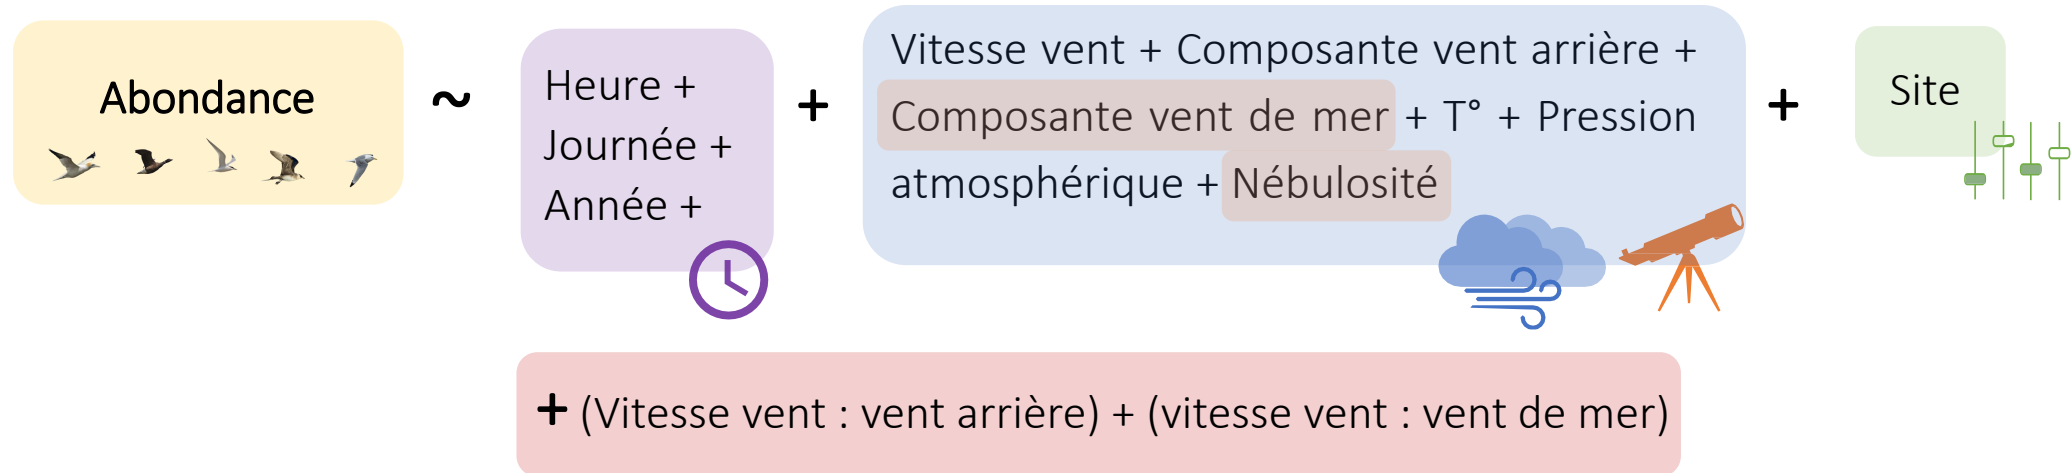 Abondance
~
Heure +
Journée +
Année +
+
Vitesse vent + Composante vent arrière +
Composante vent de mer + T° + Pression
atmosphérique + Nébulosité
+
Site
+ (Vitesse vent : vent arrière) + (vitesse vent : vent de mer)